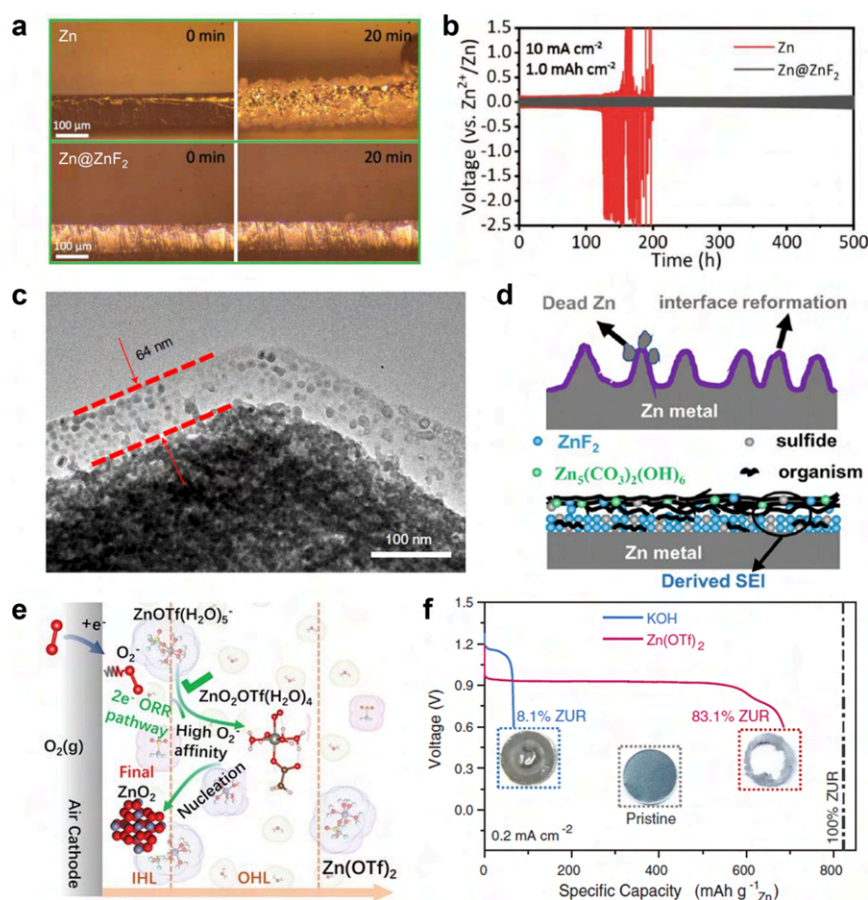 a
Zn
0 min
20 min
100 µm
Zn@ZnF2
0 min
20 min
100 µm
b
10 mA cm-2
1.0 mAh cm-2
Zn
Zn@ZnF2
Voltage (vs. Zn2+/Zn)
1.5
1.0
0.5
0.0
-0.5
-1.0
-1.5
-2.0
-2.5
0
100
200
300
400
500
Time (h)
c
64 nm
100 nm
d
Dead Zn
interface reformation
Zn metal
ZnF2
sulfide
Zn5(CO3)2(OH)6
organism
Zn metal
Derived SEI
e
+e-
O2-
ZnOTf(H2O)5-
2e- ORR
pathway
ZnO2OTf(H2O)4
High O2-
affinity
O2(g)
Air Cathode
Final
ZnO2
Nucleation
Zn(OTf)2
IHL
OHL
f
KOH
Zn(OTf)2
Voltage (V)
1.5
1.2
0.9
0.6
0.3
0.0
8.1% ZUR
83.1% ZUR
Pristine
100% ZUR
0.2 mA cm-2
0
200
400
600
800
Specific Capacity (mAh g-1Zn)